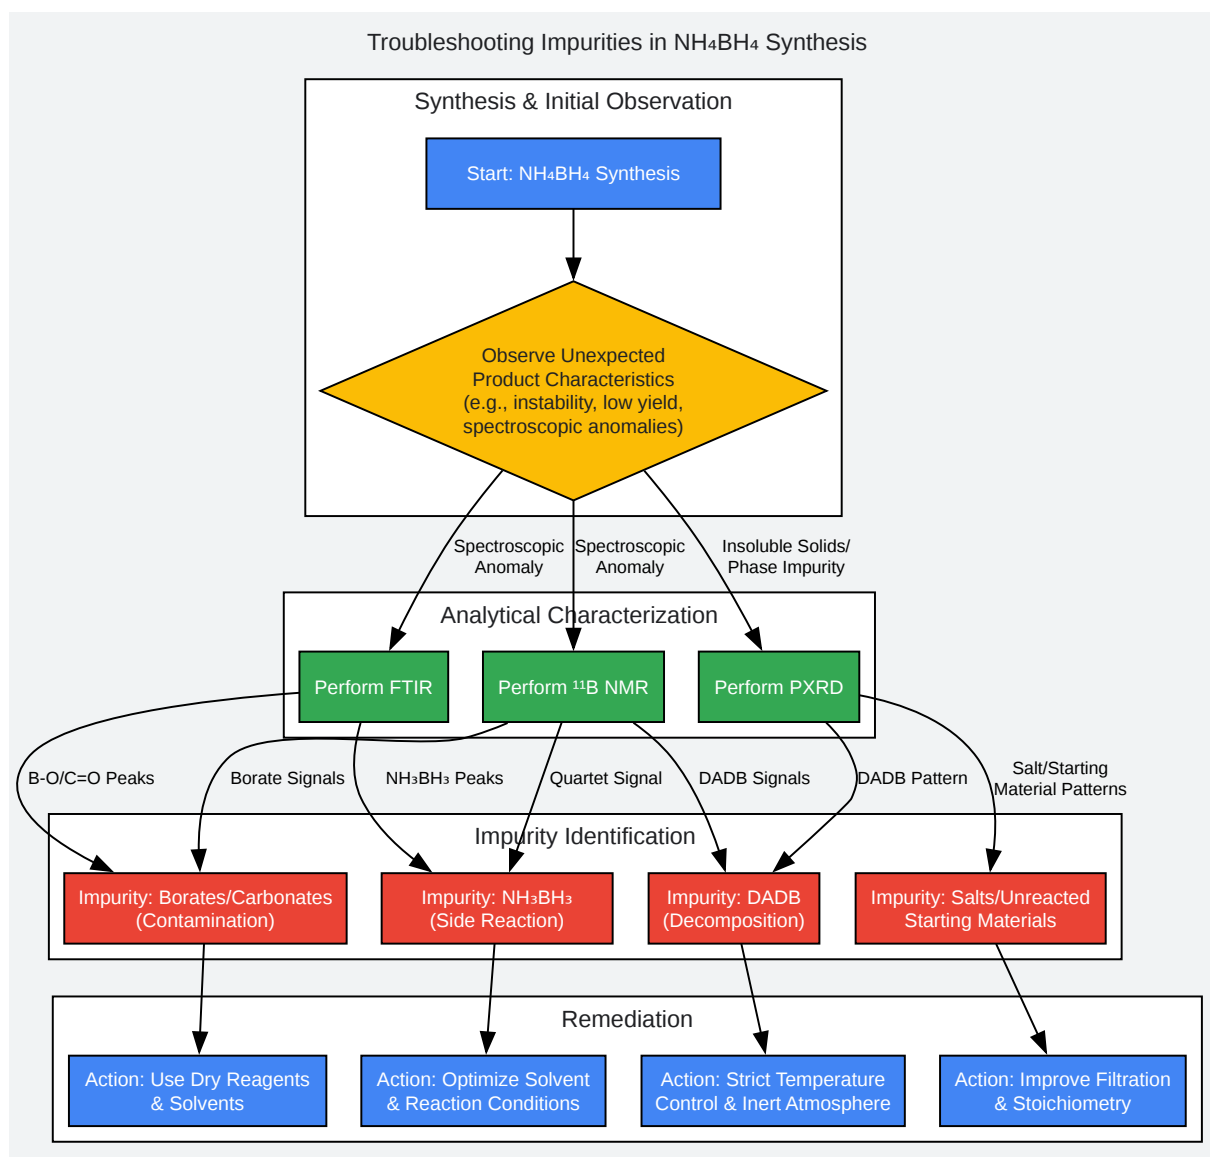 Troubleshooting Impurities in NH₄BH₄ Synthesis
Synthesis & Initial Observation
Start: NH₄BH₄ Synthesis
Observe Unexpected
Product Characteristics
(e.g., instability, low yield,
spectroscopic anomalies)
Spectroscopic
Anomaly
Spectroscopic
Anomaly
Insoluble Solids/
Phase Impurity
Analytical Characterization
Perform FTIR
Perform ¹¹B NMR
Perform PXRD
B-O/C=O Peaks
Borate Signals
NH₃BH₃ Peaks
Quartet Signal
DADB Signals
DADB Pattern
Salt/Starting
Material Patterns
Impurity Identification
Impurity: Borates/Carbonates
(Contamination)
Impurity: NH₃BH₃
(Side Reaction)
Impurity: DADB
(Decomposition)
Impurity: Salts/Unreacted
Starting Materials
Remediation
Action: Use Dry Reagents
& Solvents
Action: Optimize Solvent
& Reaction Conditions
Action: Strict Temperature
Control & Inert Atmosphere
Action: Improve Filtration
& Stoichiometry